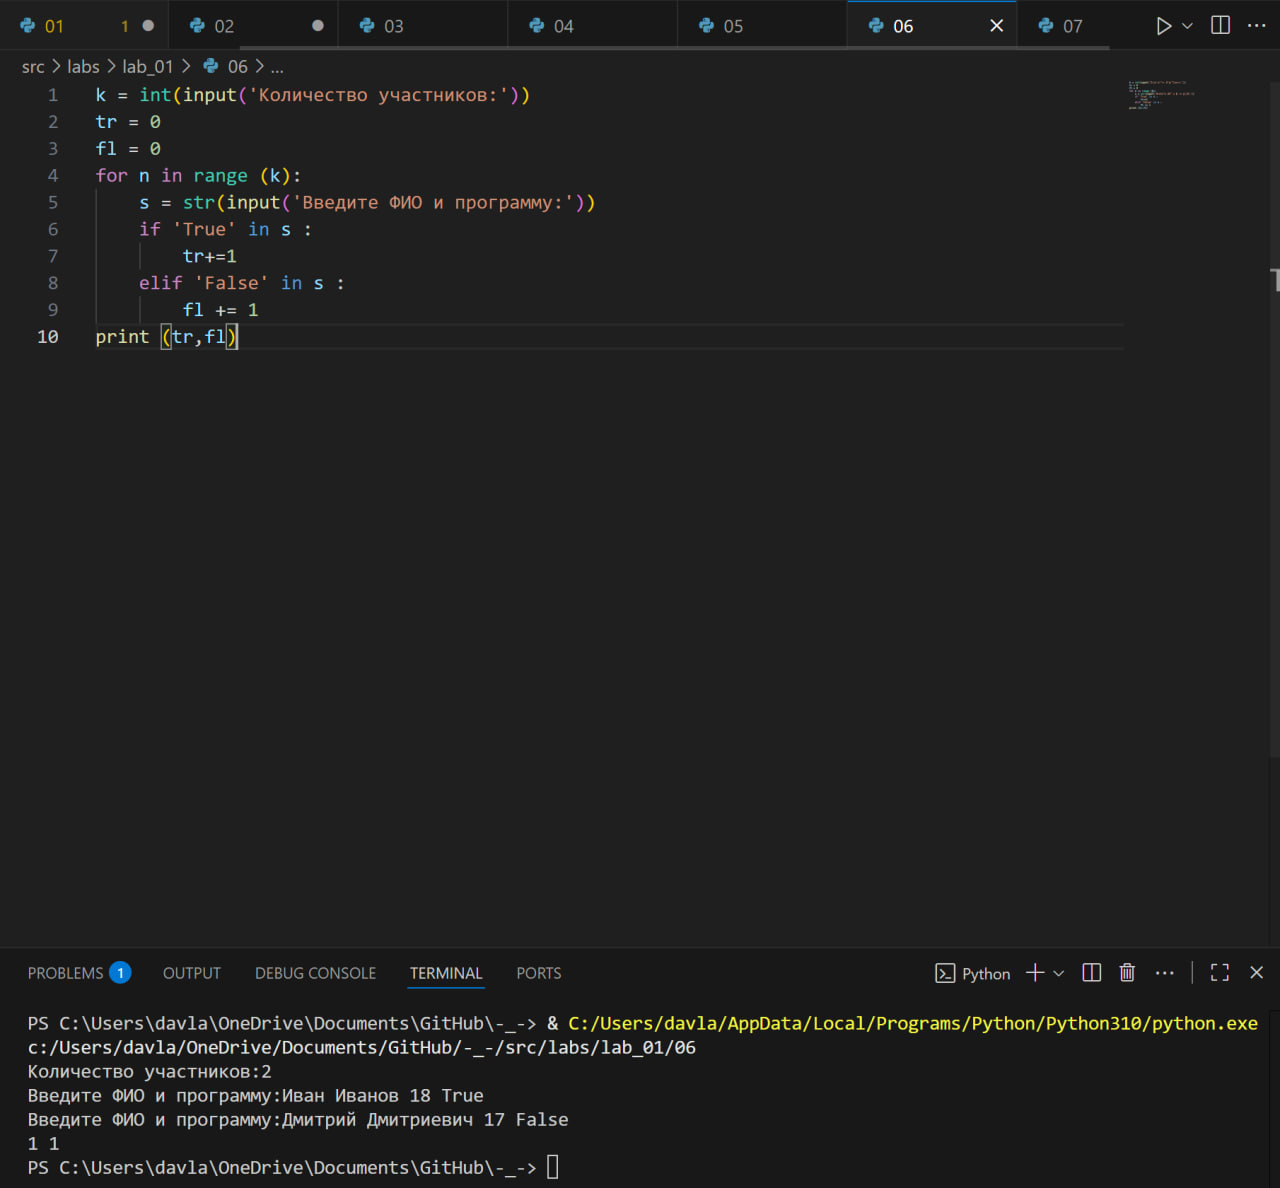 01 1 02 03 04 05 06 07
src > labs > lab_01 > 06 > ...
1 k = int(input('Количество участников:'))
2 tr = 0
3 fl = 0
4 for n in range (k):
5 s = str(input('Введите ФИО и программу:'))
6 if 'True' in s :
7 tr+=1
8 elif 'False' in s :
9 fl += 1
10 print (tr,fl)
PROBLEMS 1 OUTPUT DEBUG CONSOLE TERMINAL PORTS Python
PS C:\Users\davla\OneDrive\Documents\GitHub\-_-> & C:/Users/davla/AppData/Local/Programs/Python/Python310/python.exe
c:/Users/davla/OneDrive/Documents/GitHub/-_-/src/labs/lab_01/06
Количество участников:2
Введите ФИО и программу:Иван Иванов 18 True
Введите ФИО и программу:Дмитрий Дмитриевич 17 False
1 1
PS C:\Users\davla\OneDrive\Documents\GitHub\-_->